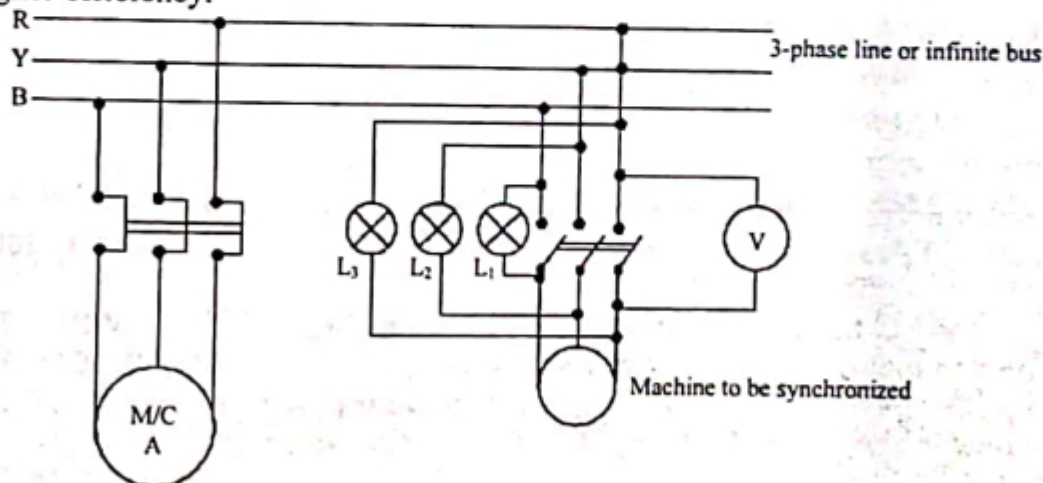 R
Y
B
3-phase line or infinite bus
L₃
L₂
L₁
V
M/C
A
Machine to be synchronized